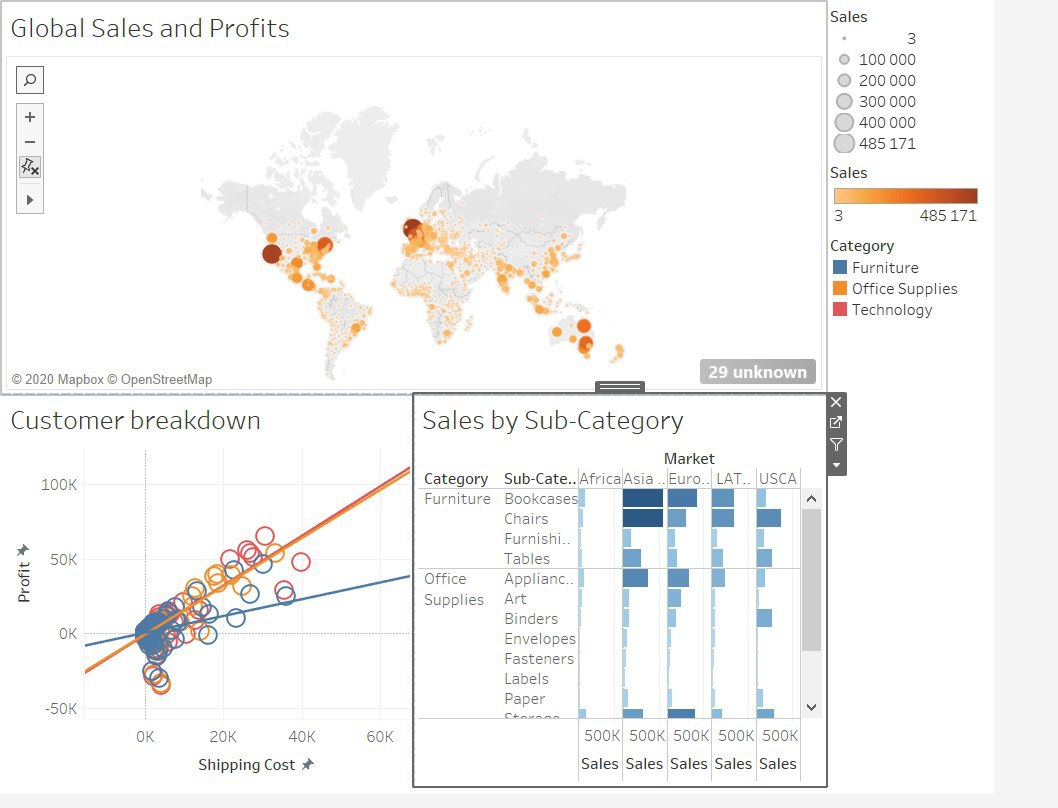 Global Sales and Profits
© 2020 Mapbox © OpenStreetMap
29 unknown
Sales
3
100 000
200 000
300 000
400 000
485 171
Sales
3 485 171
Category
Furniture
Office Supplies
Technology
Customer breakdown
Profit
100K
50K
0K
-50K
0K 20K 40K 60K
Shipping Cost
Sales by Sub-Category
Market
Category Sub-Cate.. Africa Asia .. Euro.. LAT.. USCA
Furniture Bookcases
Chairs
Furnishi..
Tables
Office Applianc..
Supplies Art
Binders
Envelopes
Fasteners
Labels
Paper
Storage
500K 500K 500K 500K 500K
Sales Sales Sales Sales Sales